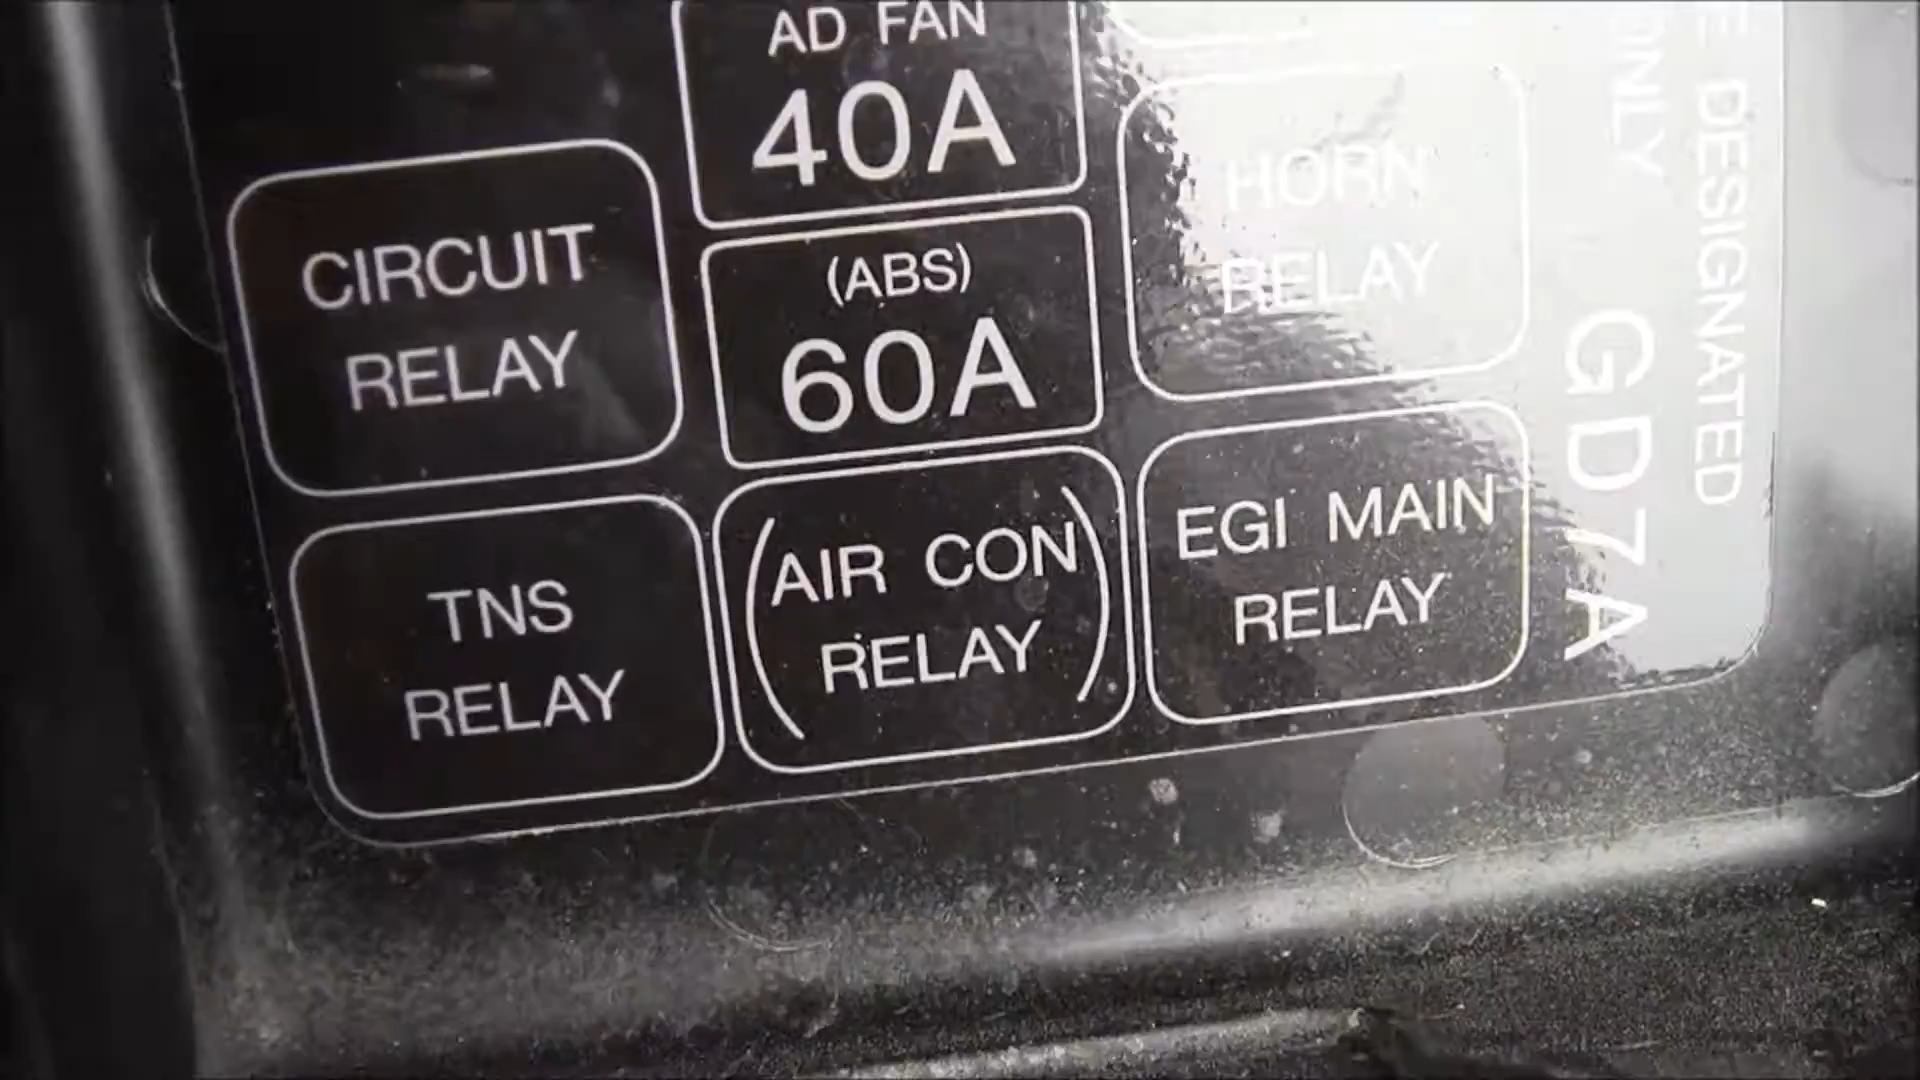 AD FAN
40A
CIRCUIT
RELAY
(ABS)
60A
HORN
RELAY
TNS
RELAY
(AIR CON
RELAY)
EGI MAIN
RELAY
DESIGNATED
ONLY
GD7A